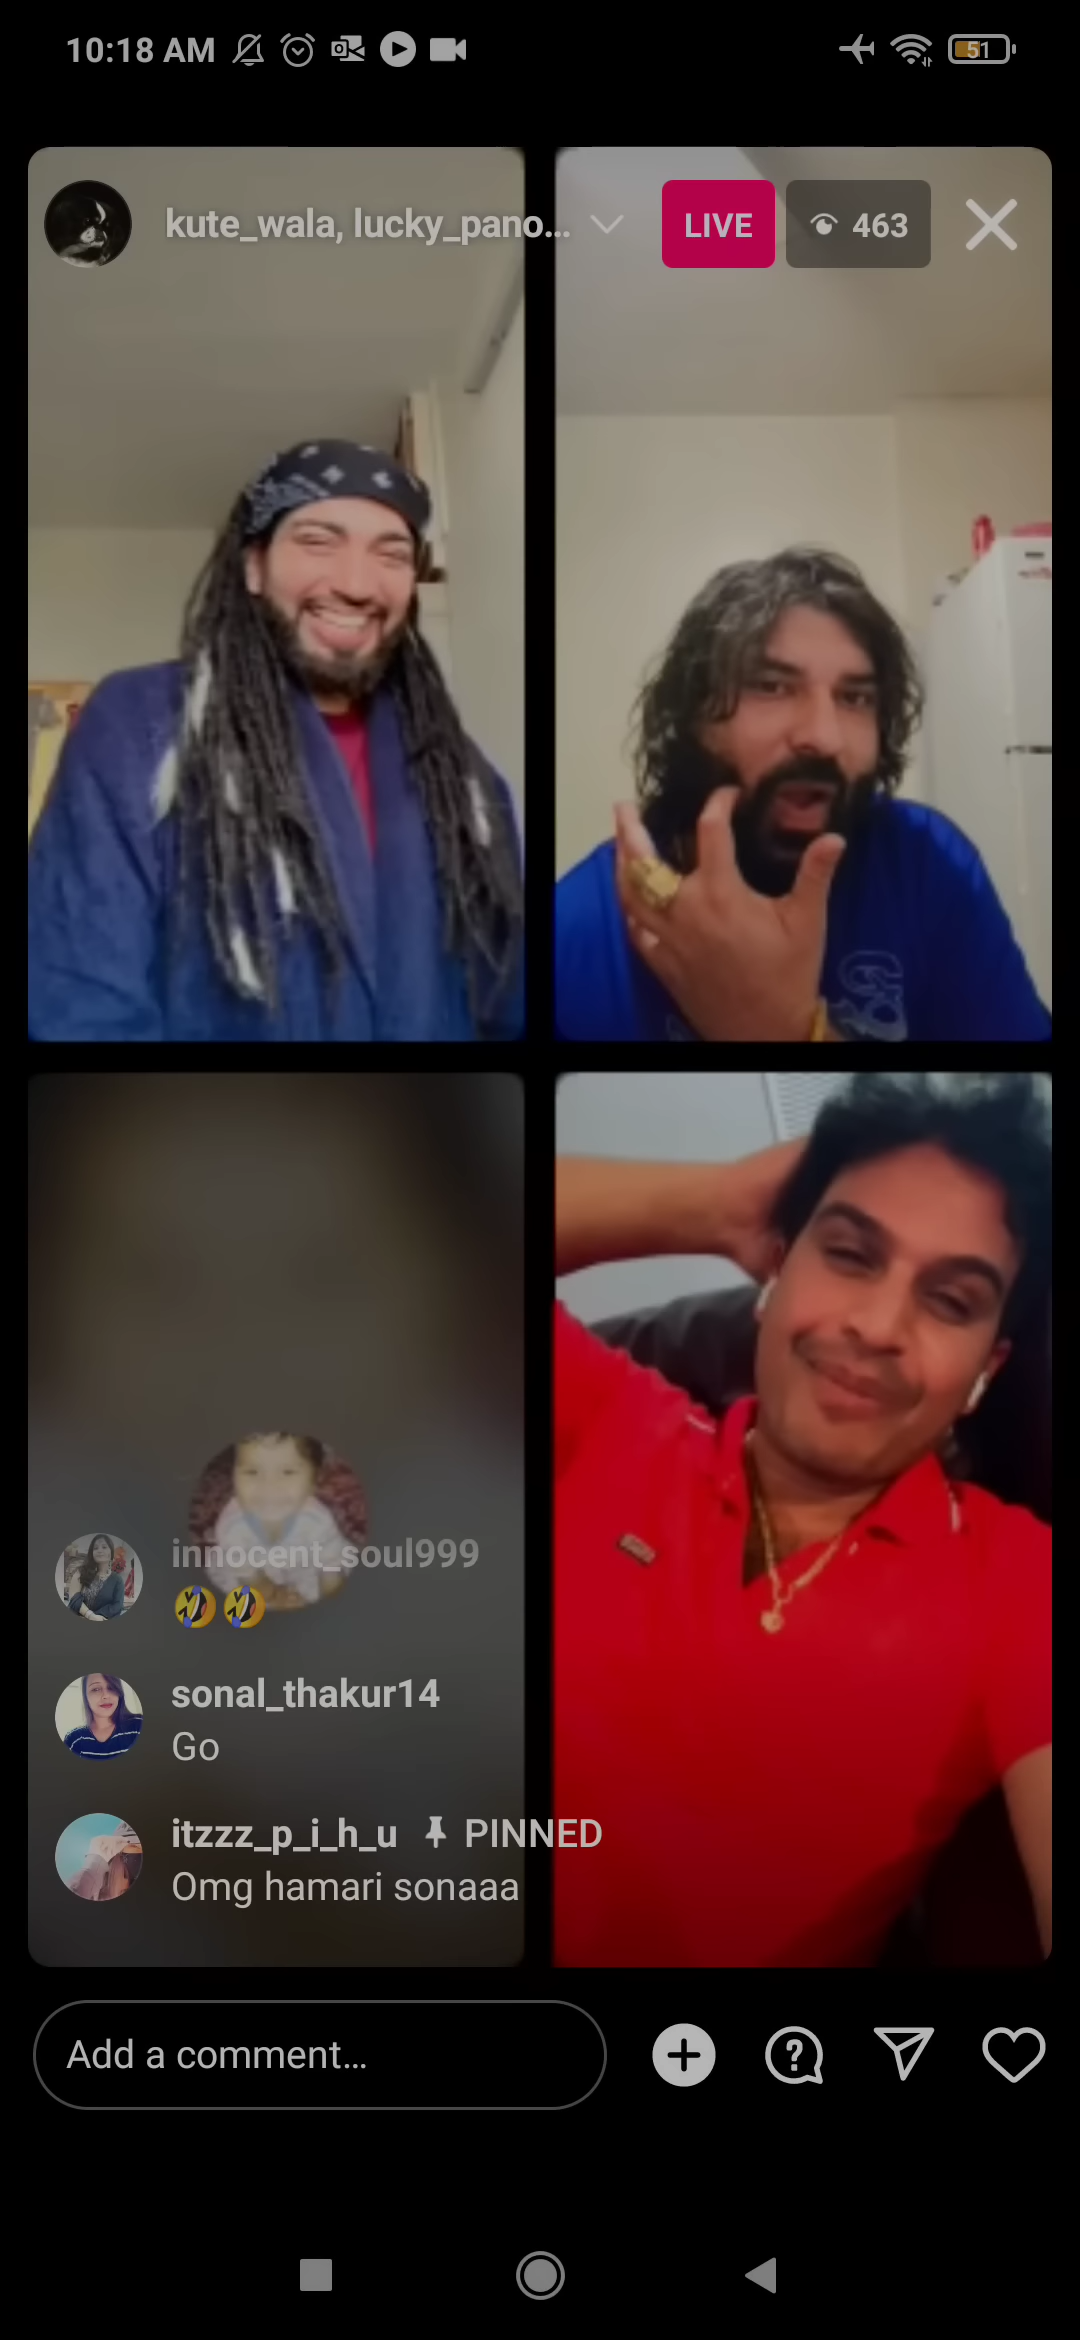 10:18 AM
51
kute_wala, lucky_pano...
LIVE
463
innocent_soul999
🤣🤣
sonal_thakur14
Go
itzzz_p_i_h_u PINNED
Omg hamari sonaaa
Add a comment...